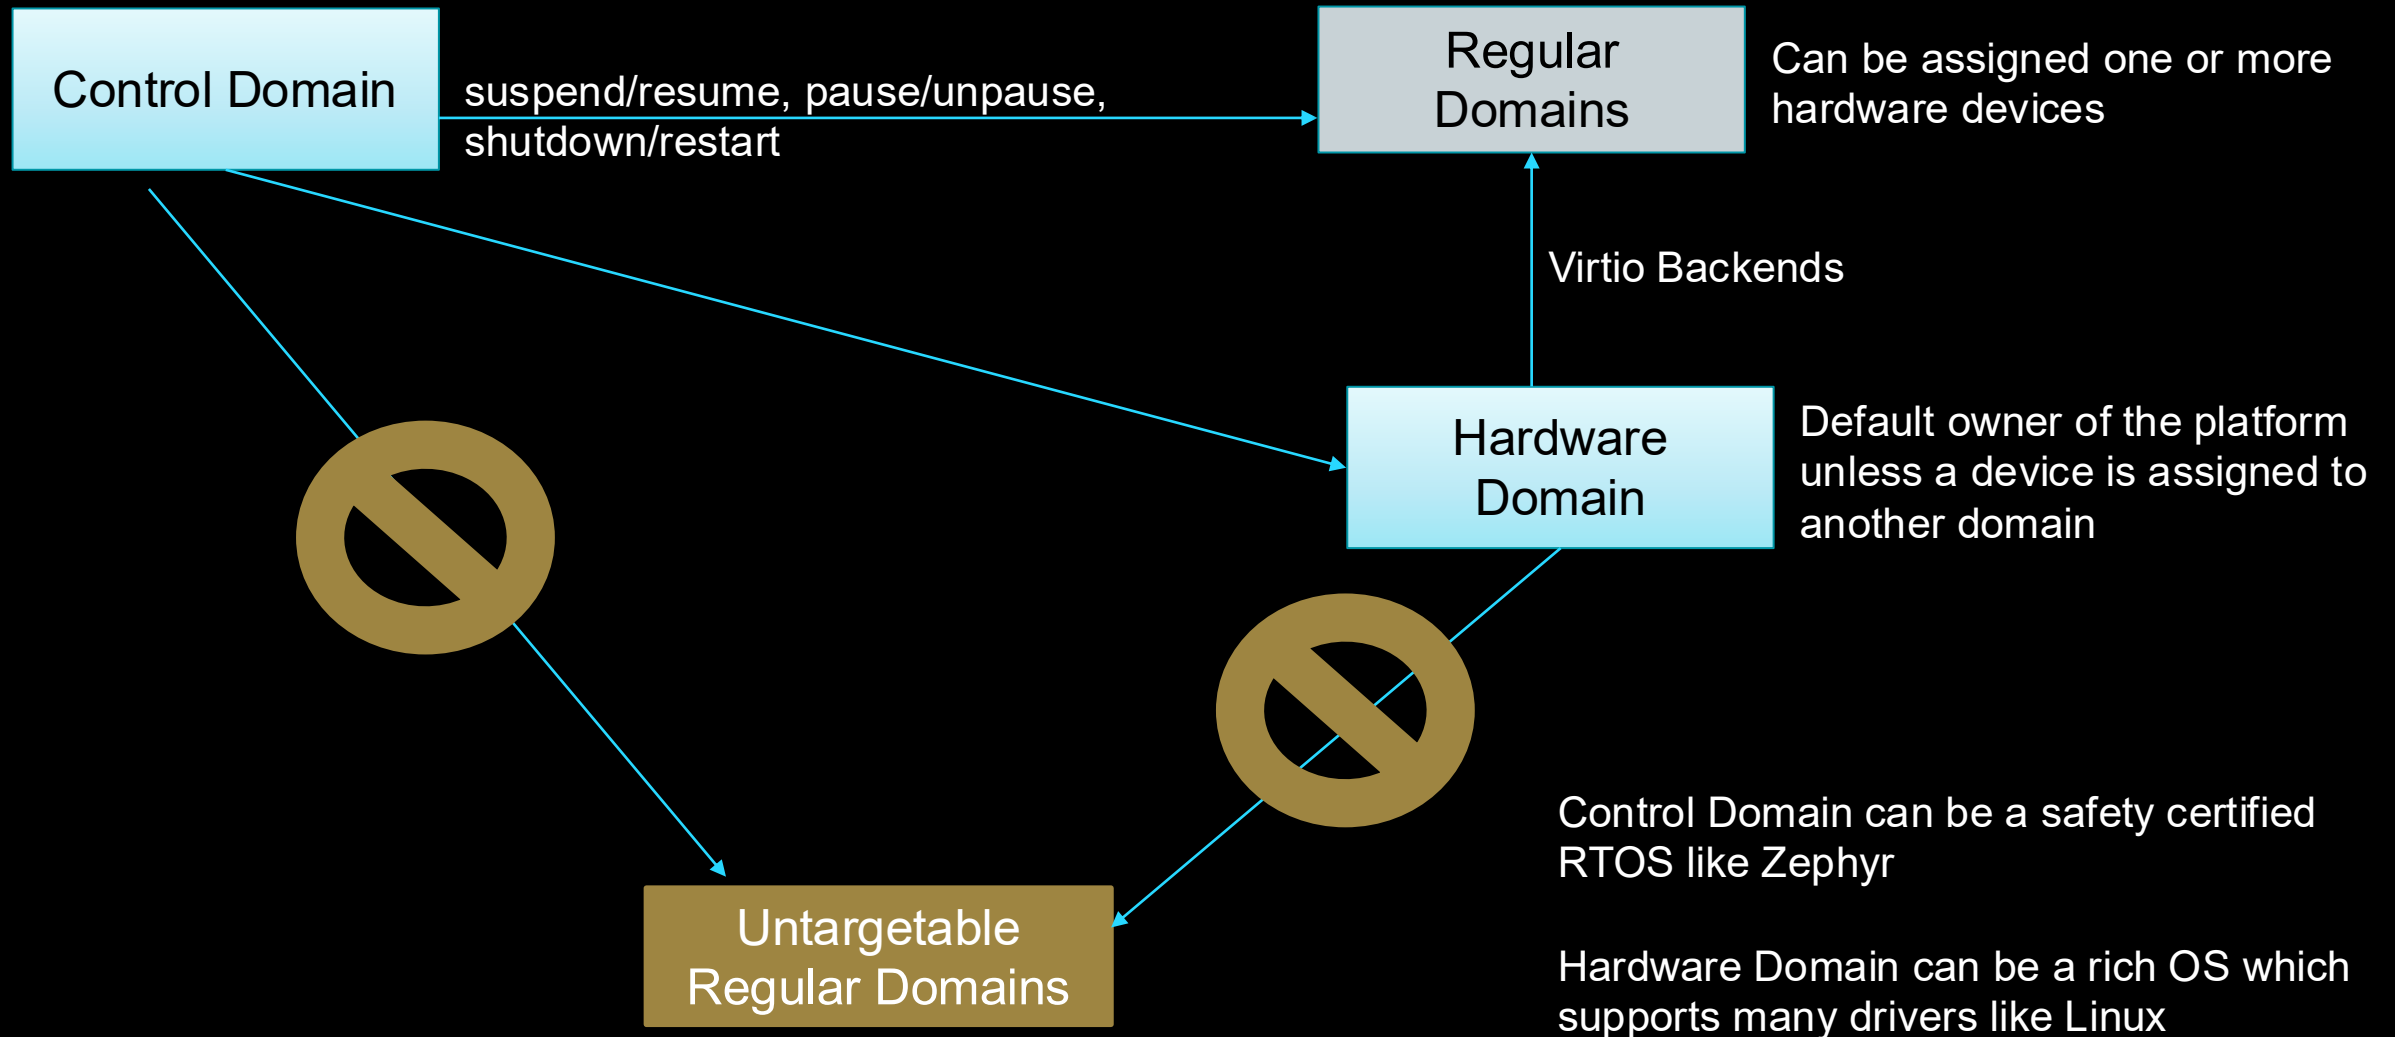 Control Domain
suspend/resume, pause/unpause,
shutdown/restart
Regular
Domains
Can be assigned one or more
hardware devices
Virtio Backends
Hardware
Domain
Default owner of the platform
unless a device is assigned to
another domain
Untargetable
Regular Domains
Control Domain can be a safety certified
RTOS like Zephyr
Hardware Domain can be a rich OS which
supports many drivers like Linux